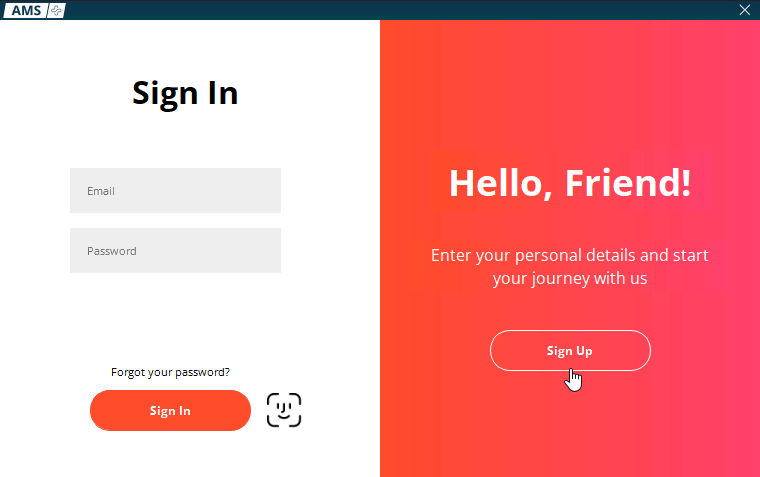 AMS
Sign In
Email
Password
Forgot your password?
Sign In
Hello, Friend!
Enter your personal details and start
your journey with us
Sign Up